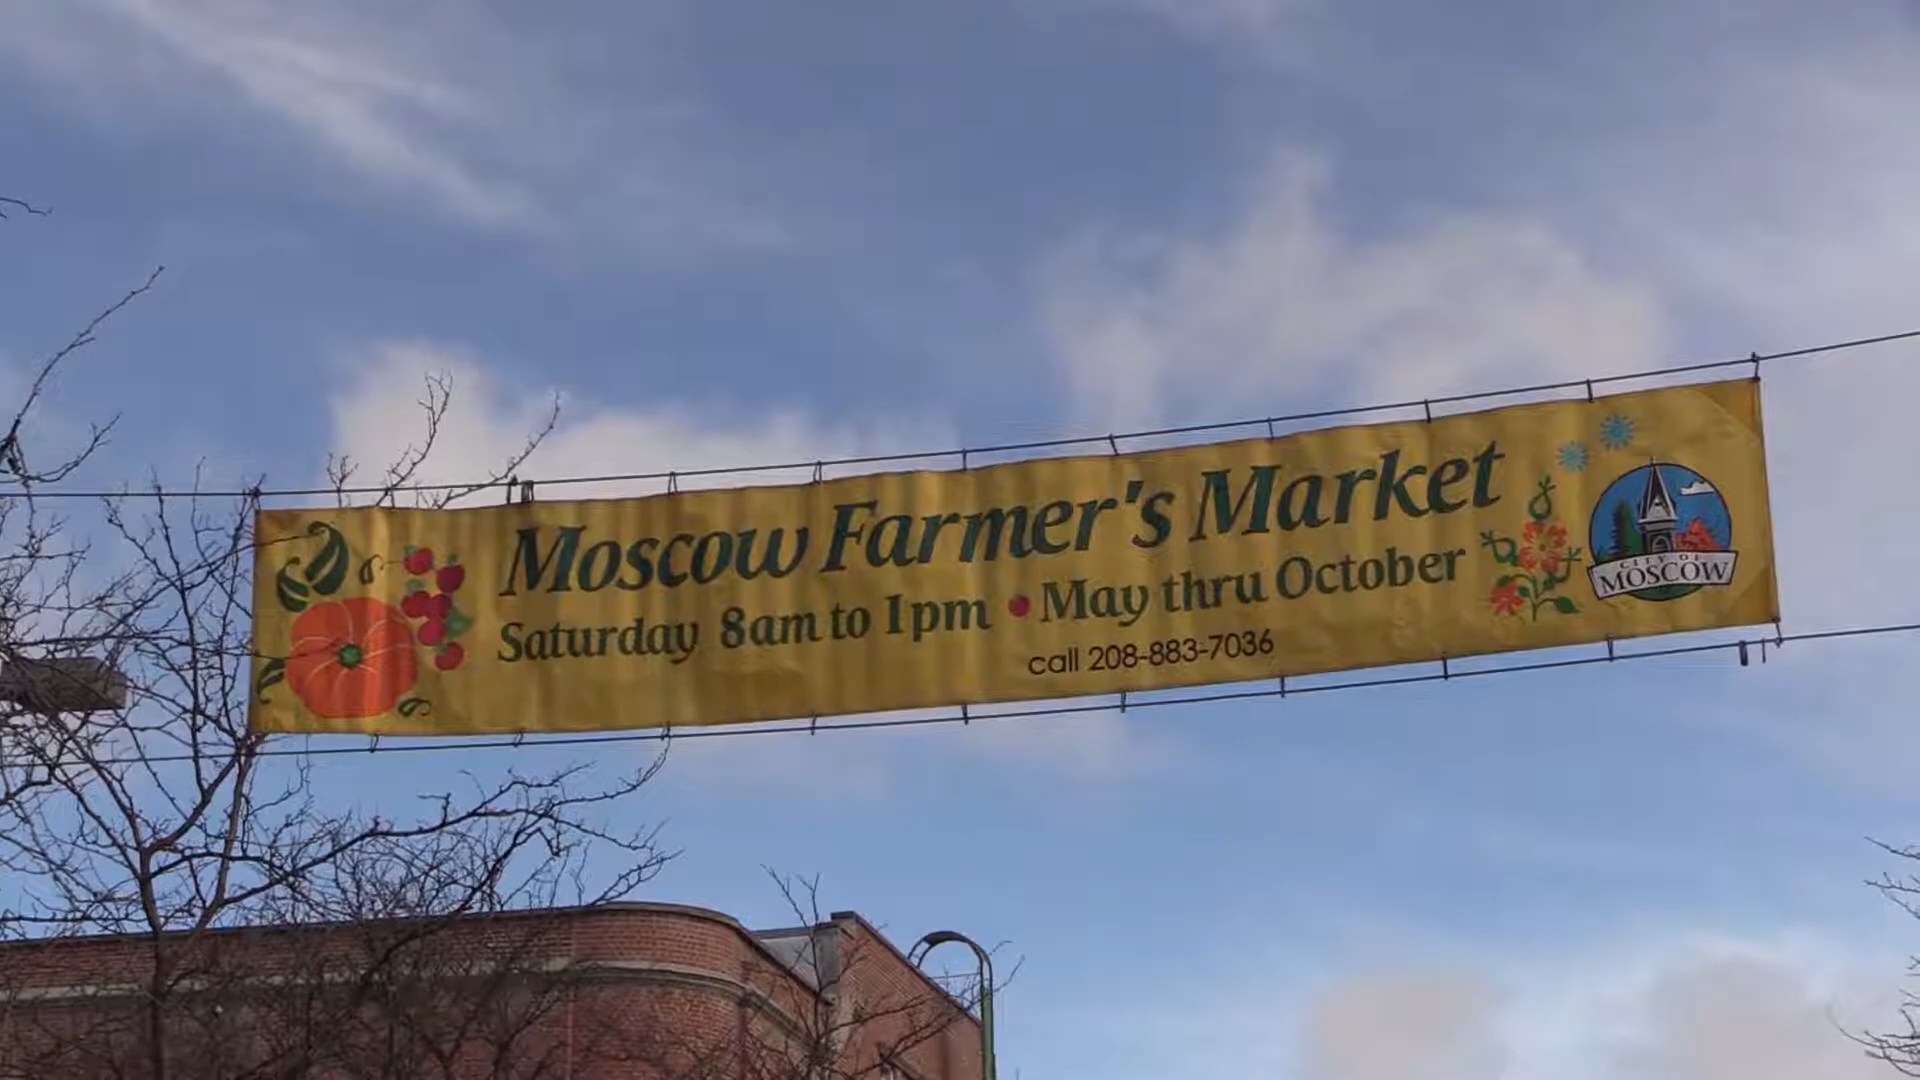 Moscow Farmer's Market
Saturday 8am to 1pm • May thru October
call 208-883-7036
CITY OF
MOSCOW